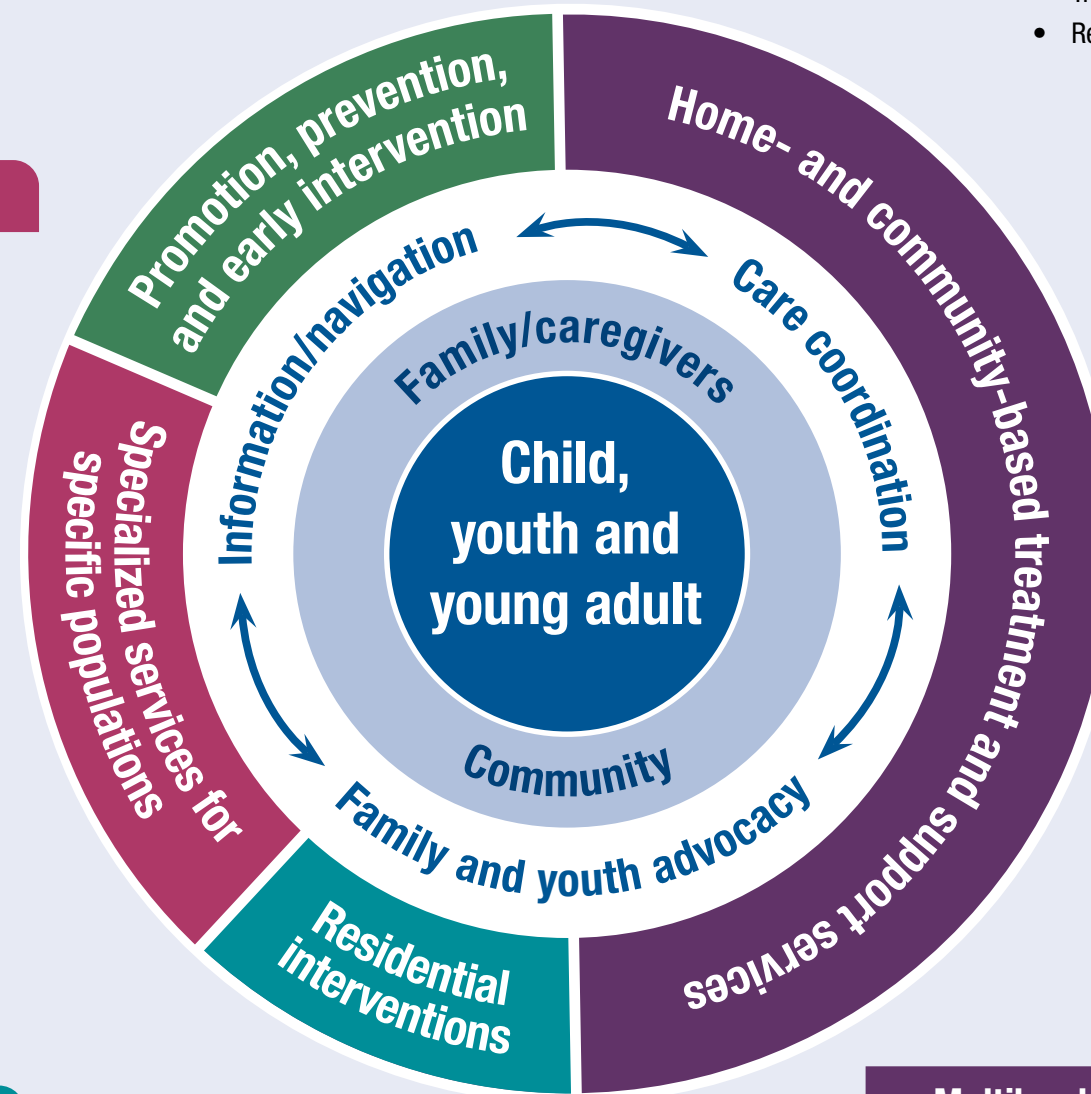 Promotion, prevention,
and early intervention
Home- and community-based treatment and support services
Information/navigation
Care coordination
Family/caregivers
Child,
youth and
young adult
Community
Family and youth advocacy
Specialized services for
specific populations
Residential
interventions